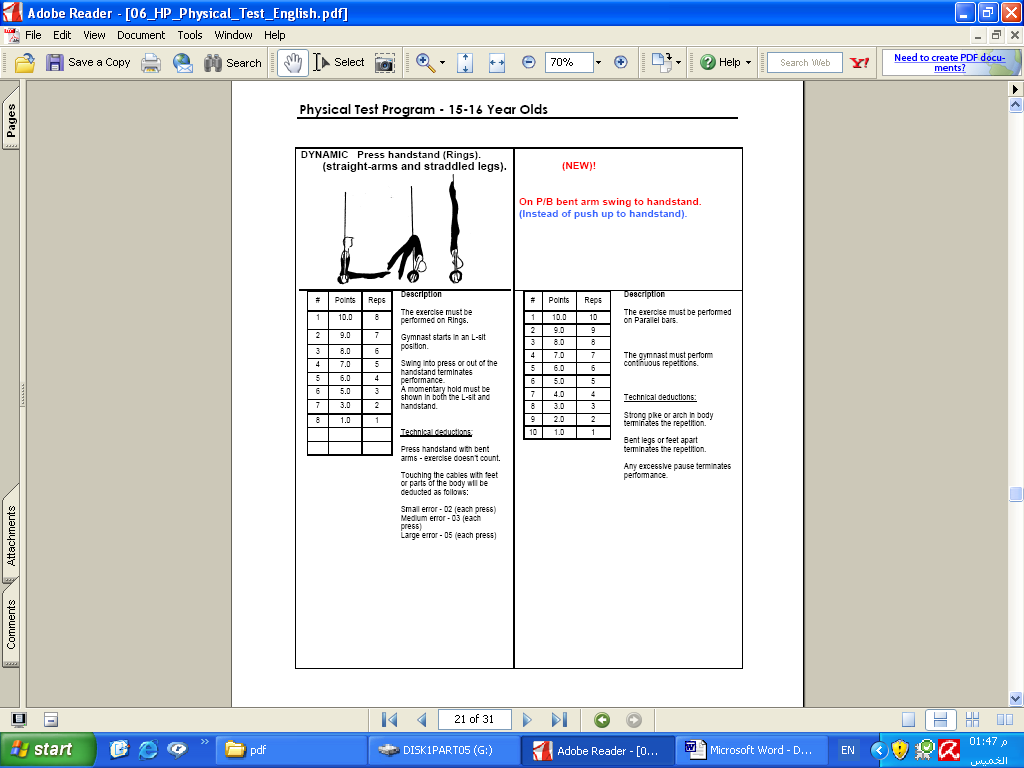 Adobe Reader - [06_HP_Physical_Test_English.pdf]
File Edit View Document Tools Window Help
Save a Copy Search Select 70% Help Search Web Y! Need to create PDF docu-
ments?
Pages
Attachments
Comments
Physical Test Program - 15-16 Year Olds
DYNAMIC Press handstand (Rings).
(straight-arms and straddled legs).
# Points Reps
1 10.0 8
2 9.0 7
3 8.0 6
4 7.0 5
5 6.0 4
6 5.0 3
7 3.0 2
8 1.0 1
Description
The exercise must be
performed on Rings.
Gymnast starts in an L-sit
position.
Swing into press or out of the
handstand terminates
performance.
A momentary hold must be
shown in both the L-sit and
handstand.
Technical deductions:
Press handstand with bent
arms - exercise doesn't count.
Touching the cables with feet
or parts of the body will be
deducted as follows:
Small error - 02 (each press)
Medium error - 03 (each
press)
Large error - 05 (each press)
(NEW)!
On P/B bent arm swing to handstand.
(Instead of push up to handstand).
# Points Reps
1 10.0 10
2 9.0 9
3 8.0 8
4 7.0 7
5 6.0 6
6 5.0 5
7 4.0 4
8 3.0 3
9 2.0 2
10 1.0 1
Description
The exercise must be performed
on Parallel bars.
The gymnast must perform
continuous repetitions.
Technical deductions:
Strong pike or arch in body
terminates the repetition.
Bent legs or feet apart
terminates the repetition.
Any excessive pause terminates
performance.
21 of 31
start pdf DISK1PART05 (G:) Adobe Reader - [0... Microsoft Word - D... EN 01:47 م
الخميس